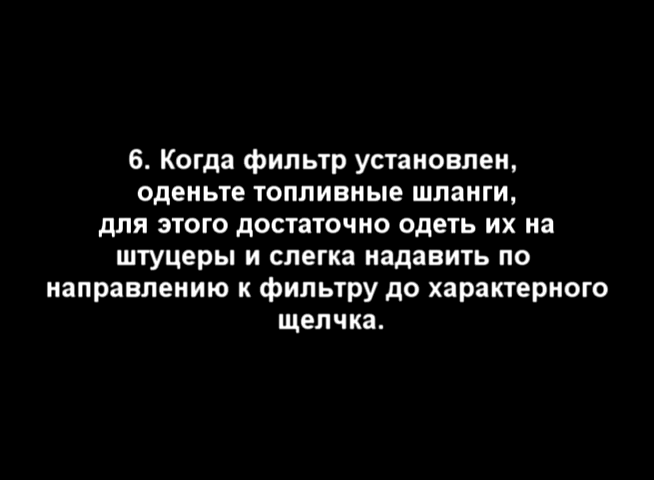 6. Когда фильтр установлен,
оденьте топливные шланги,
для этого достаточно одеть их на
штуцеры и слегка надавить по
направлению к фильтру до характерного
щелчка.